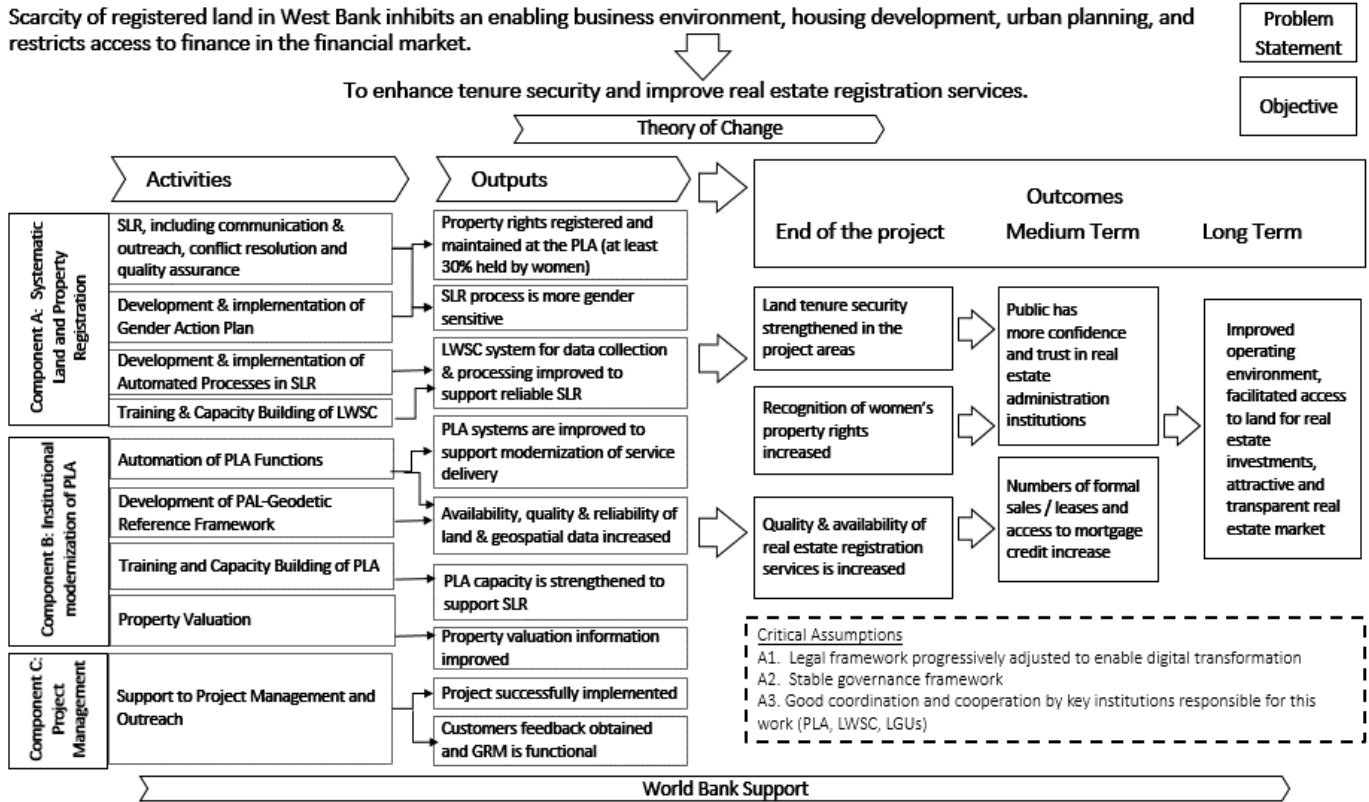 Scarcity of registered land in West Bank inhibits an enabling business environment, housing development, urban planning, and
restricts access to finance in the financial market.
Problem
Statement
To enhance tenure security and improve real estate registration services.
Objective
Theory of Change
Activities
Outputs
Outcomes
End of the project
Medium Term
Long Term
Component A:  Systematic
Land and Property
Registration
SLR, including communication &
outreach, conflict resolution and
quality assurance
Development & implementation of
Gender Action Plan
Development & implementation of
Automated Processes in SLR
Training & Capacity Building of LWSC
Component B: Institutional
modernization of PLA
Automation of PLA Functions
Development of PAL-Geodetic
Reference Framework
Training and Capacity Building of PLA
Property Valuation
Component C:
Project
Management
Support to Project Management and
Outreach
Property rights registered and
maintained at the PLA (at least
30% held by women)
SLR process is more gender
sensitive
LWSC system for data collection
& processing improved to
support reliable SLR
PLA systems are improved to
support modernization of service
delivery
Availability, quality & reliability of
land & geospatial data increased
PLA capacity is strengthened to
support SLR
Property valuation information
improved
Project successfully implemented
Customers feedback obtained
and GRM is functional
Land tenure security
strengthened in the
project areas
Recognition of women's
property rights
increased
Quality & availability of
real estate registration
services is increased
Public has
more confidence
and trust in real
estate
administration
institutions
Numbers of formal
sales / leases and
access to mortgage
credit increase
Improved
operating
environment,
facilitated access
to land for real
estate
investments,
attractive and
transparent real
estate market
Critical Assumptions
A1.  Legal framework progressively adjusted to enable digital transformation
A2.  Stable governance framework
A3. Good coordination and cooperation by key institutions responsible for this
work (PLA, LWSC, LGUs)
World Bank Support